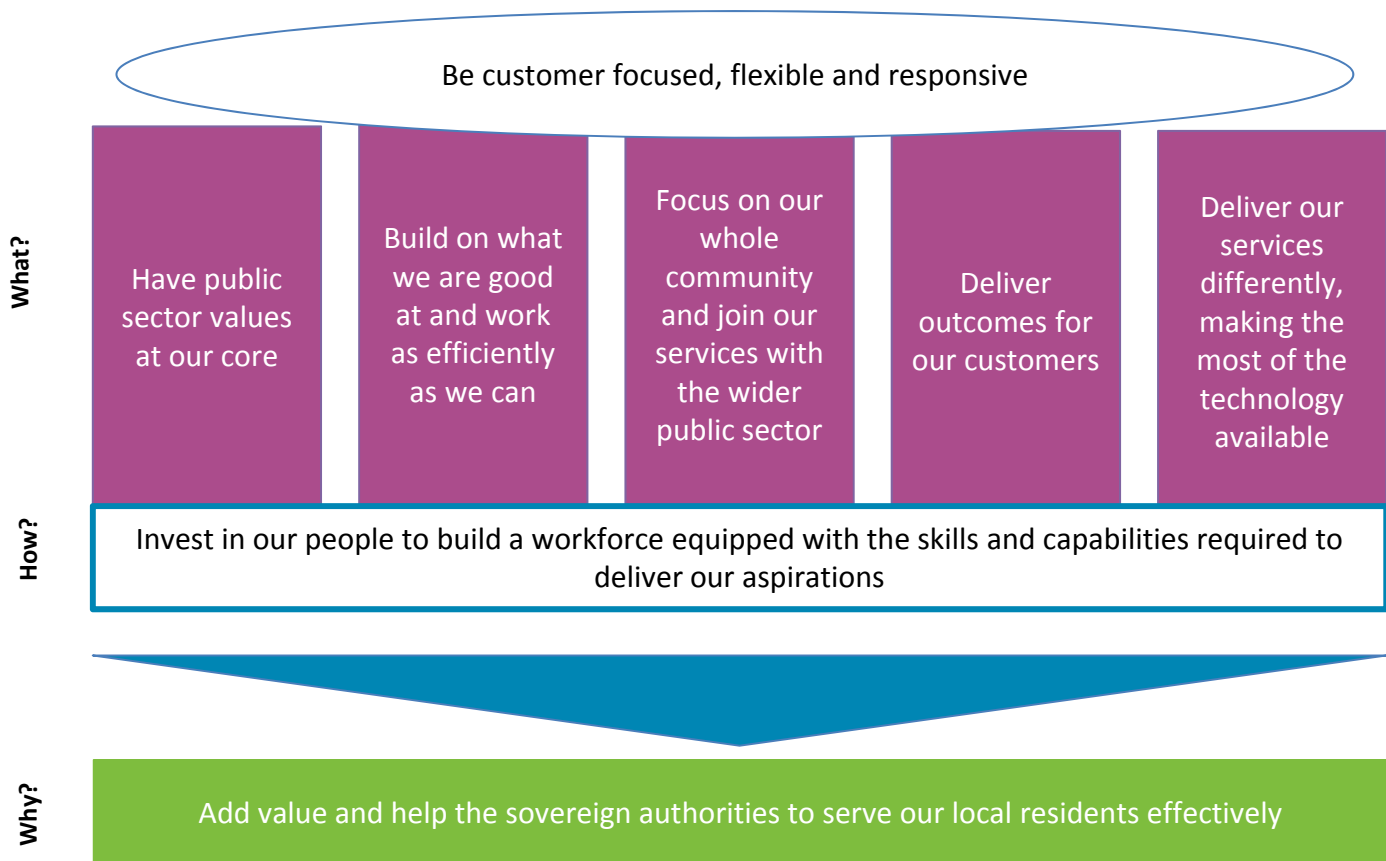 Be customer focused, flexible and responsive
What?
Have public
sector values
at our core
Build on what
we are good
at and work
as efficiently
as we can
Focus on our
whole
community
and join our
services with
the wider
public sector
Deliver
outcomes for
our customers
Deliver our
services
differently,
making the
most of the
technology
available
How?
Invest in our people to build a workforce equipped with the skills and capabilities required to
deliver our aspirations
Why?
Add value and help the sovereign authorities to serve our local residents effectively